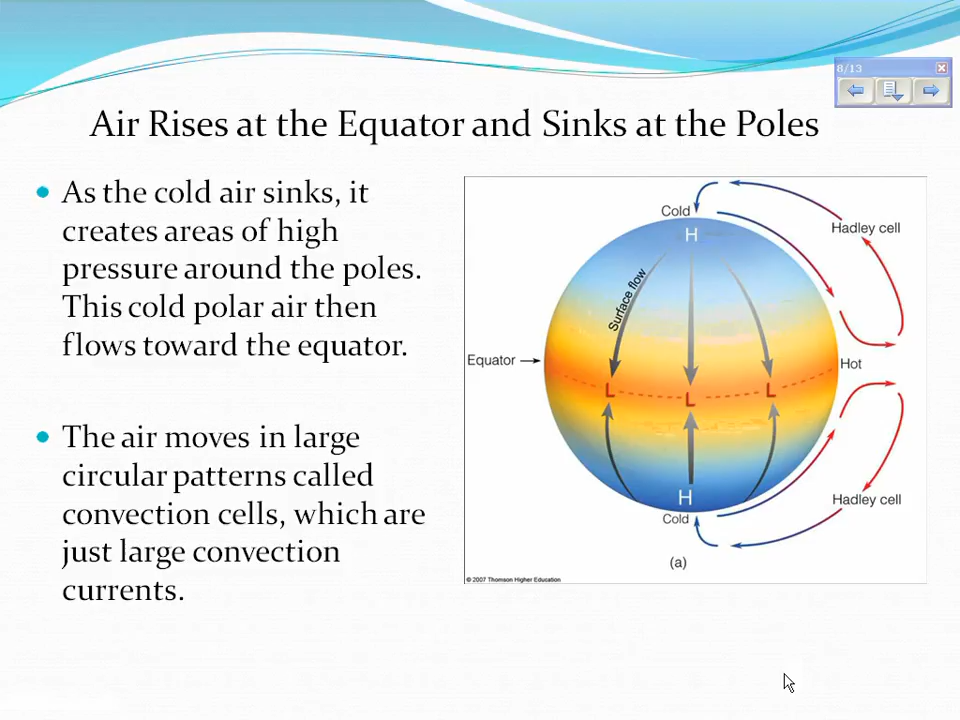 8/13
Air Rises at the Equator and Sinks at the Poles
• As the cold air sinks, it
creates areas of high
pressure around the poles.
This cold polar air then
flows toward the equator.
• The air moves in large
circular patterns called
convection cells, which are
just large convection
currents.
Cold
H
Hadley cell
Surface flow
Equator
Hot
L
L
L
H
Hadley cell
Cold
(a)
© 2007 Thomson Higher Education